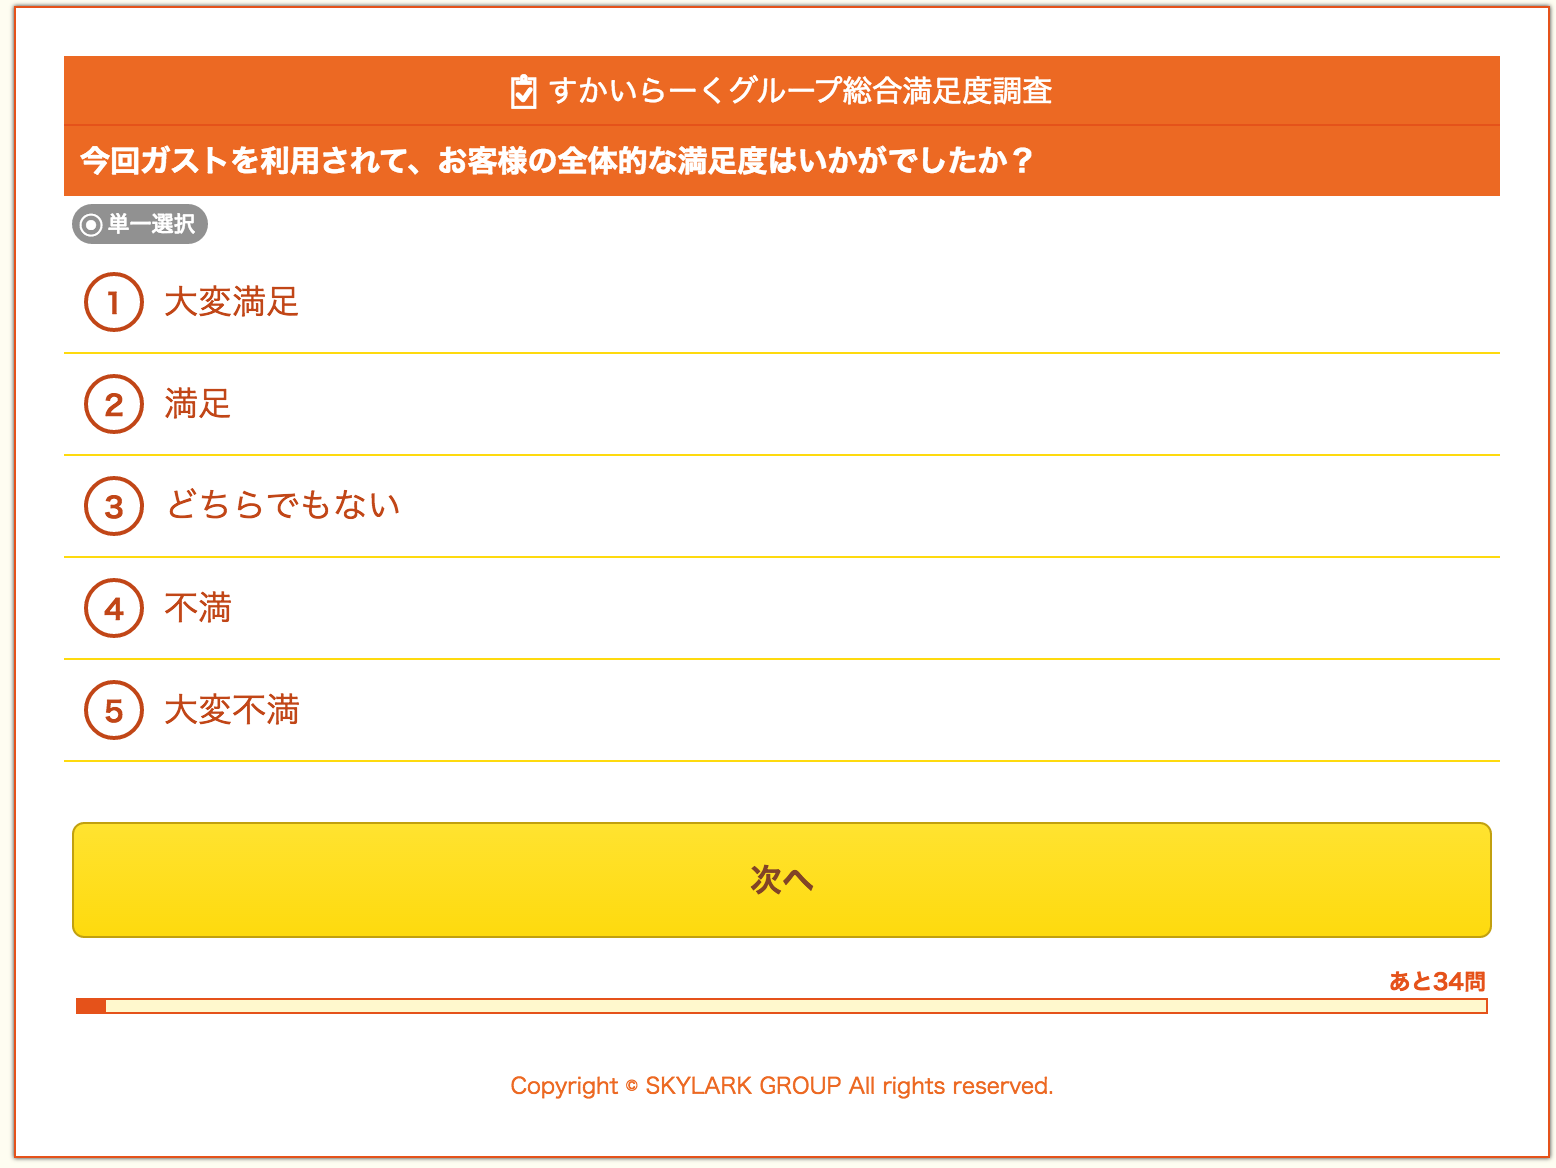 すかいらーくグループ総合満足度調査
今回ガストを利用されて、お客様の全体的な満足度はいかがでしたか？
単一選択
1 大変満足
2 満足
3 どちらでもない
4 不満
5 大変不満
次へ
あと34問
Copyright © SKYLARK GROUP All rights reserved.